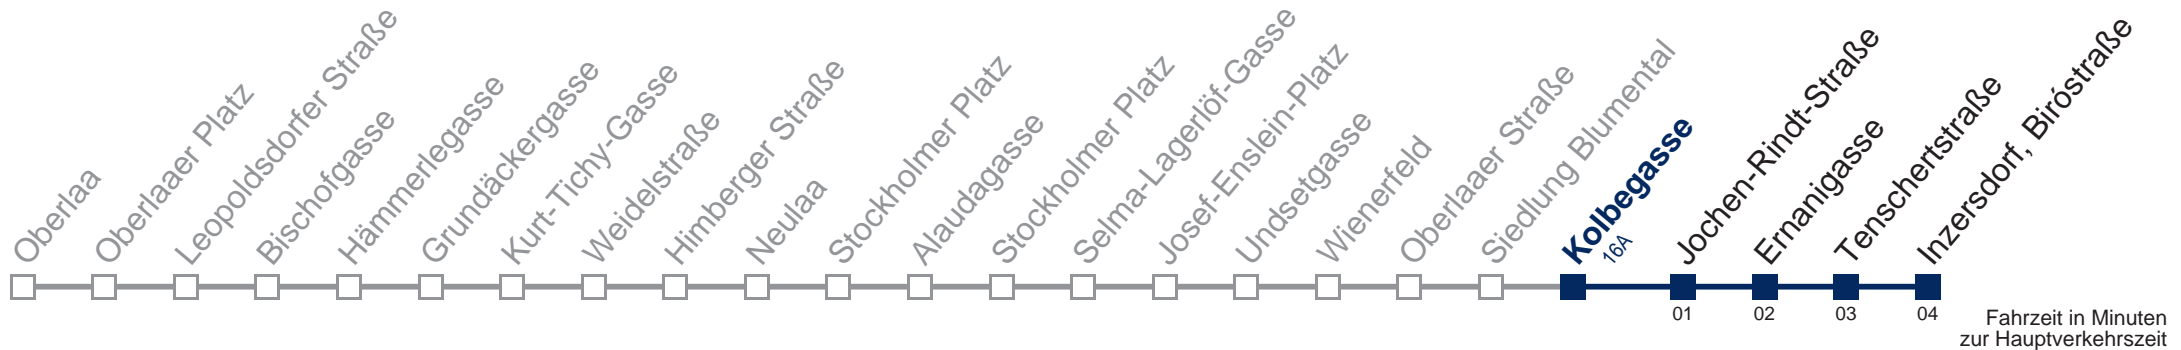 Oberlaa
Oberlaaer Platz
Leopoldsdorfer Straße
Bischofgasse
Hämmerlegasse
Grundäckergasse
Kurt-Tichy-Gasse
Weidelstraße
Himberger Straße
Neulaa
Stockholmer Platz
Alaudagasse
Stockholmer Platz
Selma-Lagerlöf-Gasse
Josef-Enslein-Platz
Undsetgasse
Wienerfeld
Oberlaaer Straße
Siedlung Blumental
Kolbegasse
16A
Jochen-Rindt-Straße
Ernanigasse
Tenschertstraße
Inzersdorf, Biróstraße
01
02
03
04
Fahrzeit in Minuten
zur Hauptverkehrszeit